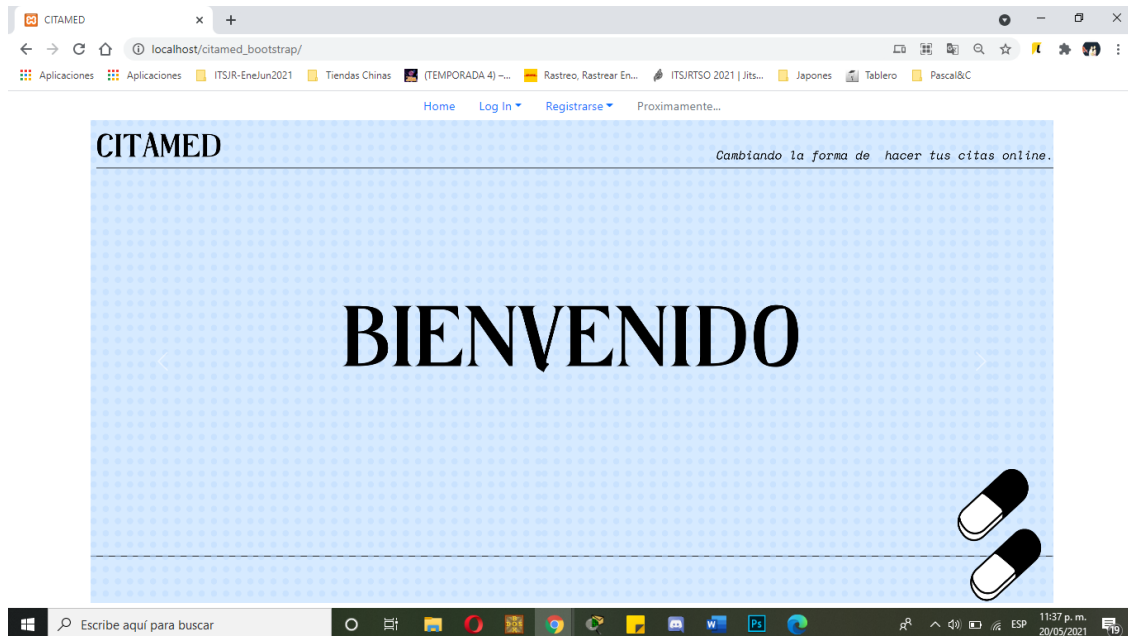 CITAMED
localhost/citamed_bootstrap/
Aplicaciones Aplicaciones ITSJR-EneJun2021 Tiendas Chinas (TEMPORADA 4) –... Rastreo, Rastrear En... ITSJRTSO 2021 | Jits... Japones Tablero Pascal&C
Home Log In Registrarse Proximamente...
CITAMED
Cambiando la forma de hacer tus citas online.
BIENVENIDO
Escribe aquí para buscar
Ps
ESP
11:37 p. m.
20/05/2021
19